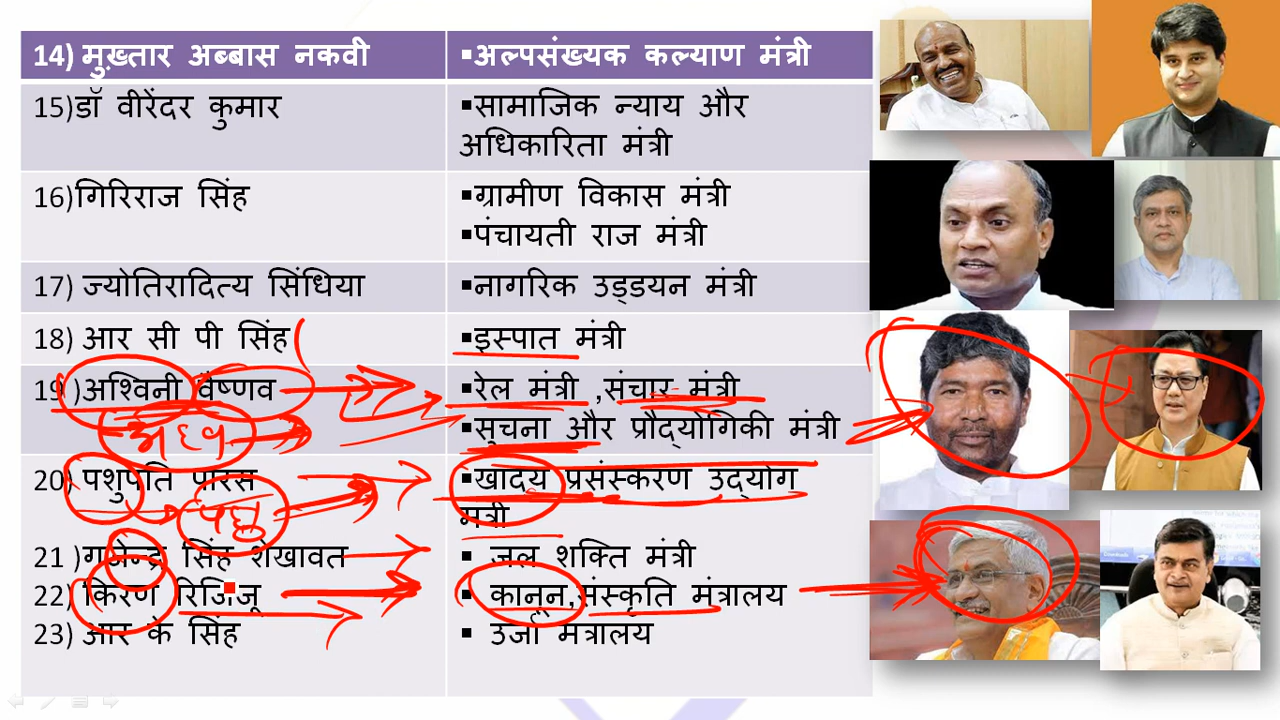 14) मुख़्तार अब्बास नकवी ▪अल्पसंख्यक कल्याण मंत्री
15)डॉ वीरेंदर कुमार ▪सामाजिक न्याय और
अधिकारिता मंत्री
16)गिरिराज सिंह ▪ग्रामीण विकास मंत्री
▪पंचायती राज मंत्री
17) ज्योतिरादित्य सिंधिया ▪नागरिक उड्डयन मंत्री
18) आर सी पी सिंह ▪इस्पात मंत्री
19 )अश्विनी वैष्णव ▪रेल मंत्री ,संचार मंत्री
▪सुचना और प्रौद्योगिकी मंत्री
20) पशुपति पारस ▪खाद्य प्रसंस्करण उद्योग
मंत्री
पशु
21 )गजेन्द्र सिंह शेखावत ▪ जल शक्ति मंत्री
22) किरण रिजिजू ▪ कानून,संस्कृति मंत्रालय
23) आर के सिंह ▪ उर्जा मंत्रालय